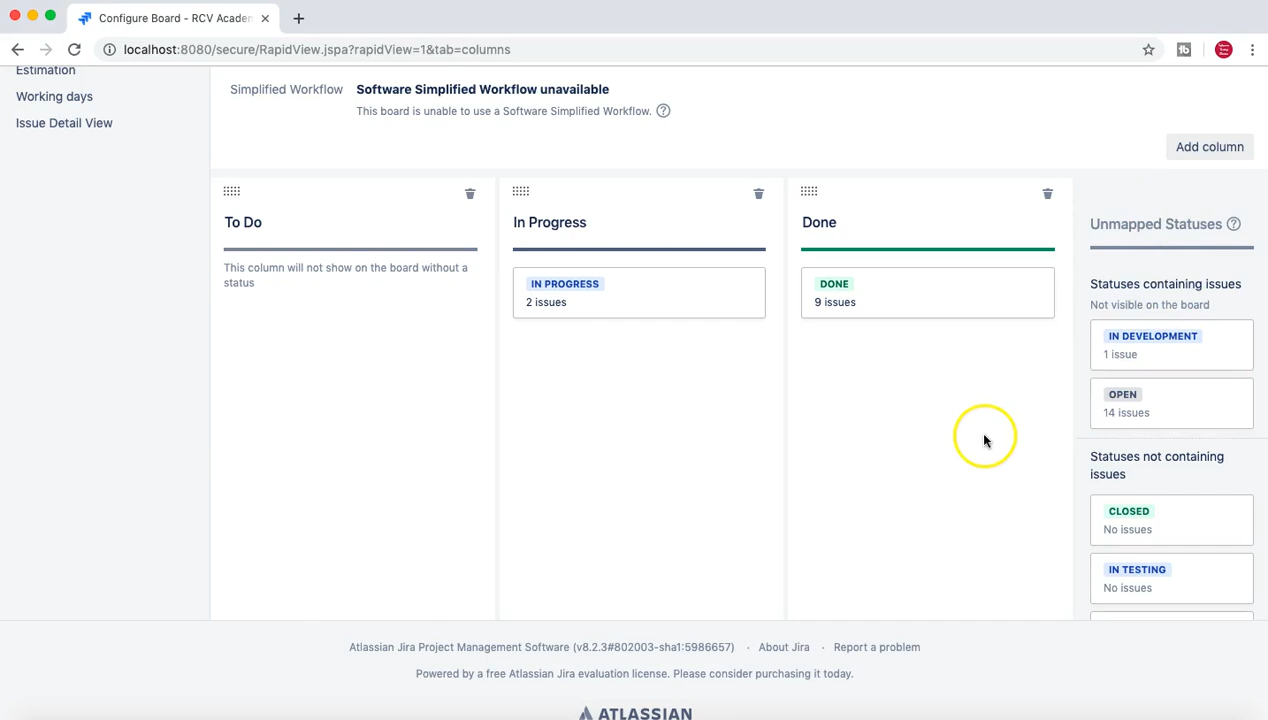 Configure Board - RCV Academ
localhost:8080/secure/RapidView.jspa?rapidView=1&tab=columns
Estimation
Working days
Issue Detail View
Simplified Workflow
Software Simplified Workflow unavailable
This board is unable to use a Software Simplified Workflow.
Add column
To Do
This column will not show on the board without a
status
In Progress
IN PROGRESS
2 issues
Done
DONE
9 issues
Unmapped Statuses
Statuses containing issues
Not visible on the board
IN DEVELOPMENT
1 issue
OPEN
14 issues
Statuses not containing
issues
CLOSED
No issues
IN TESTING
No issues
Atlassian Jira Project Management Software (v8.2.3#802003-sha1:5986657) · About Jira · Report a problem
Powered by a free Atlassian Jira evaluation license. Please consider purchasing it today.
ATLASSIAN